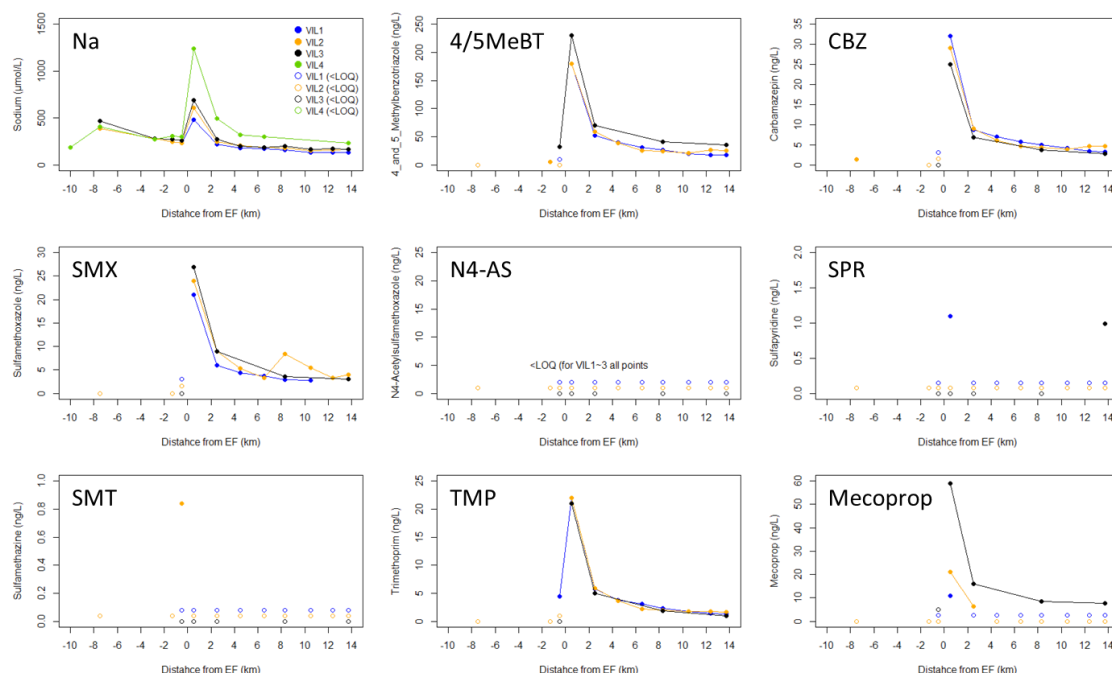 Na
VIL1
VIL2
VIL3
VIL4
VIL1 (<LOQ)
VIL2 (<LOQ)
VIL3 (<LOQ)
VIL4 (<LOQ)
Sodium (µmol/L)
0 500 1000 1500
-10 -8 -6 -4 -2 0 2 4 6 8 10 12 14
Distahce from EF (km)
4/5MeBT
4_and_5_Methylbenzotriazole (ng/L)
0 50 100 150 200 250
-10 -8 -6 -4 -2 0 2 4 6 8 10 12 14
Distahce from EF (km)
CBZ
Carbamazepin (ng/L)
0 5 10 15 20 25 30 35
-10 -8 -6 -4 -2 0 2 4 6 8 10 12 14
Distahce from EF (km)
SMX
Sulfamethoxazole (ng/L)
0 5 10 15 20 25 30
-10 -8 -6 -4 -2 0 2 4 6 8 10 12 14
Distahce from EF (km)
N4-AS
N4-Acetylsulfamethoxazole (ng/L)
0 5 10 15 20 25
<LOQ (for VIL1~3 all points
-10 -8 -6 -4 -2 0 2 4 6 8 10 12 14
Distahce from EF (km)
SPR
Sulfapyridine (ng/L)
0.0 0.5 1.0 1.5 2.0
-10 -8 -6 -4 -2 0 2 4 6 8 10 12 14
Distahce from EF (km)
SMT
Sulfamethazine (ng/L)
0.0 0.2 0.4 0.6 0.8 1.0
-10 -8 -6 -4 -2 0 2 4 6 8 10 12 14
Distahce from EF (km)
TMP
Trimethoprim (ng/L)
0 5 10 15 20 25
-10 -8 -6 -4 -2 0 2 4 6 8 10 12 14
Distahce from EF (km)
Mecoprop
Mecoprop (ng/L)
0 10 20 30 40 50 60
-10 -8 -6 -4 -2 0 2 4 6 8 10 12 14
Distahce from EF (km)